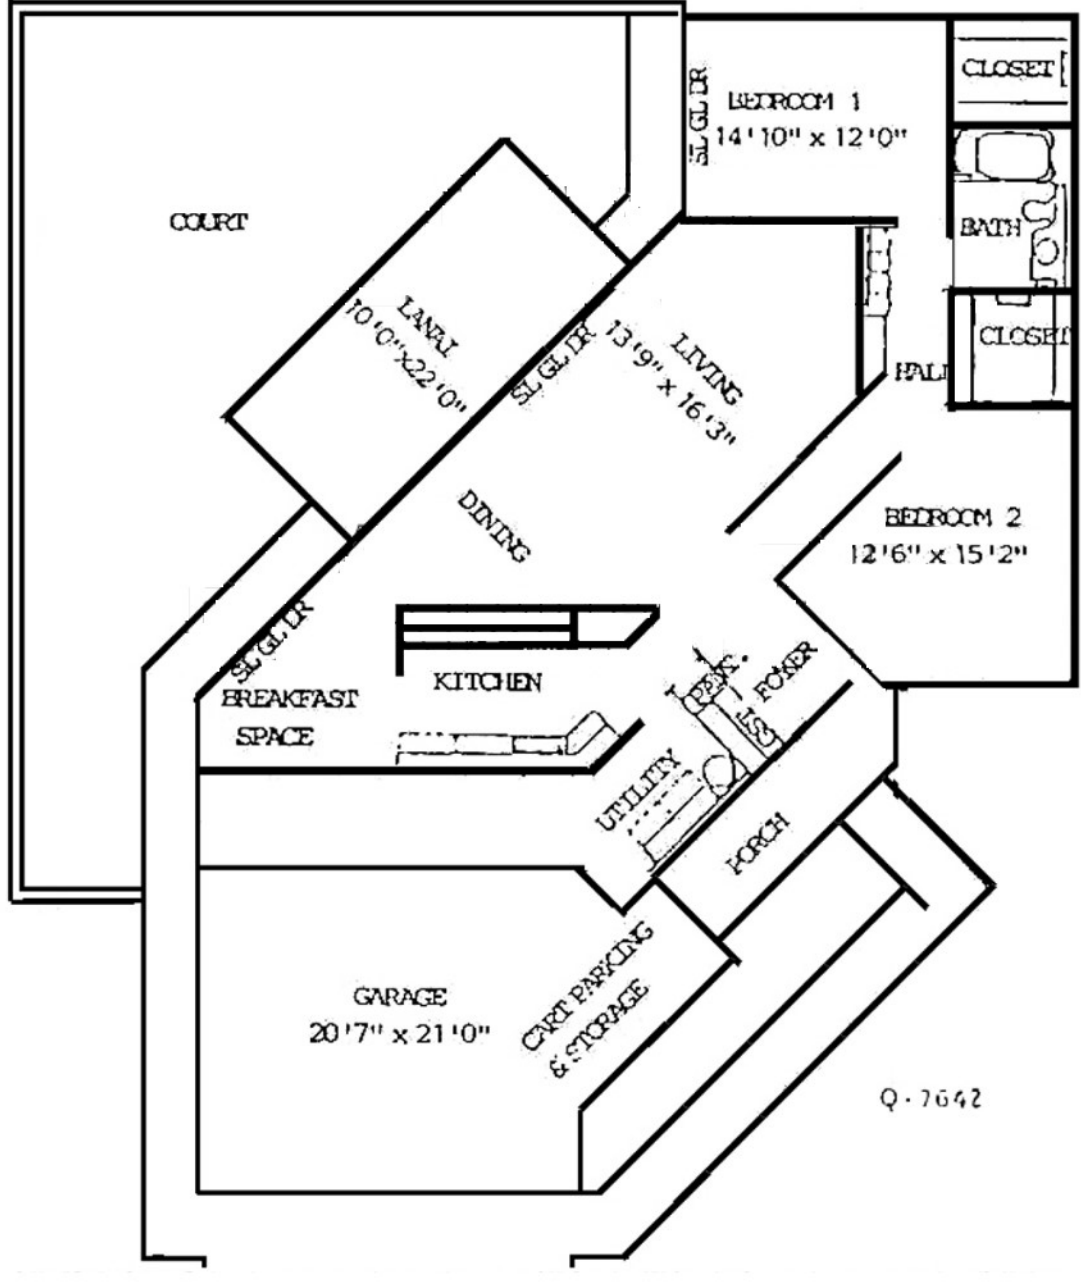 CLOSET
SL GL DR
BEDROOM 1
14'10" x 12'0"
COURT
BATH
LANAI
10'0"x22'0"
SL GL DR
LIVING
13'9" x 16'3"
CLOSET
HALL
DINING
BEDROOM 2
12'6" x 15'2"
SL GL DR
KITCHEN
BREAKFAST
SPACE
PAN.
FOYER
CST
UTILITY
PORCH
GARAGE
20'7" x 21'0"
CART PARKING
& STORAGE
Q-7642